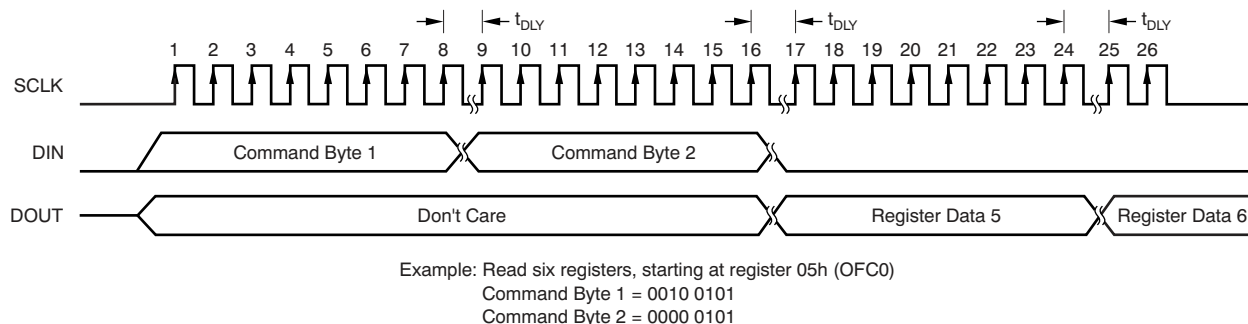 t_DLY t_DLY t_DLY
1 2 3 4 5 6 7 8 9 10 11 12 13 14 15 16 17 18 19 20 21 22 23 24 25 26
SCLK
DIN Command Byte 1 Command Byte 2
DOUT Don't Care Register Data 5 Register Data 6
Example: Read six registers, starting at register 05h (OFC0)
Command Byte 1 = 0010 0101
Command Byte 2 = 0000 0101